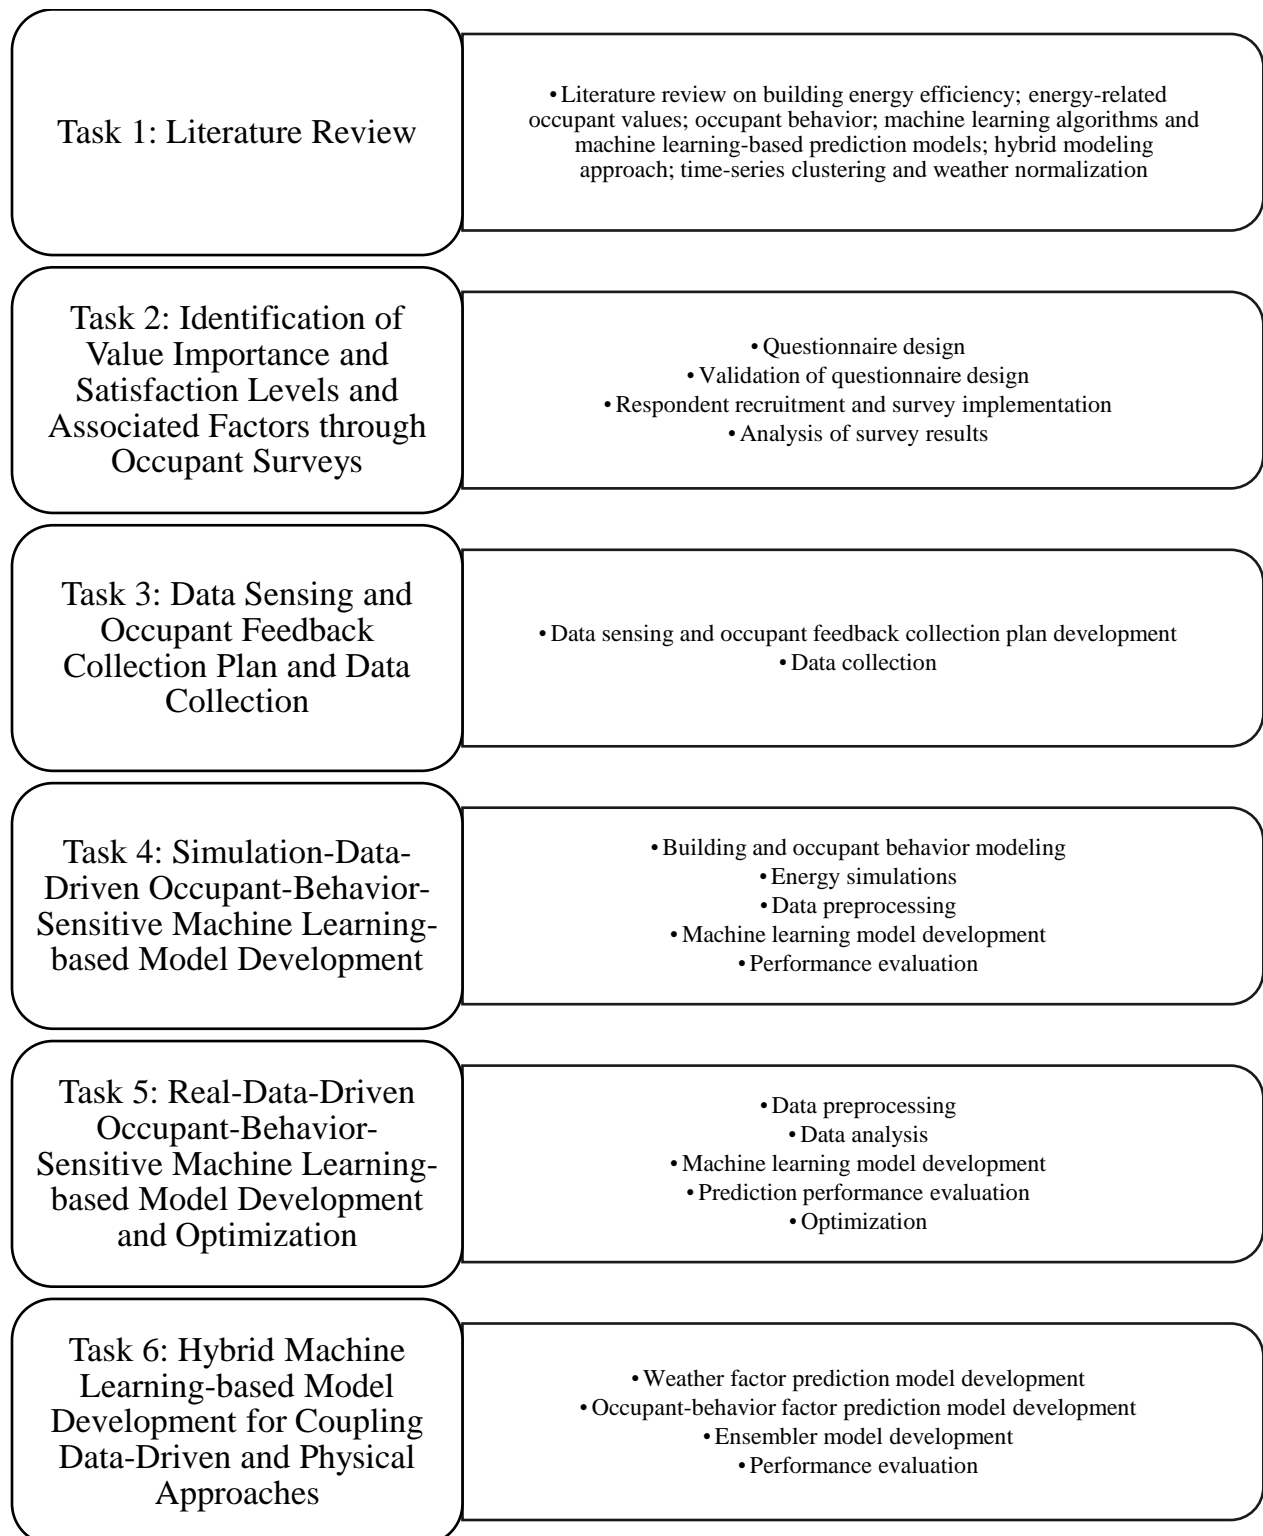 Task 1: Literature Review
• Literature review on building energy efficiency; energy-related
occupant values; occupant behavior; machine learning algorithms and
machine learning-based prediction models; hybrid modeling
approach; time-series clustering and weather normalization
Task 2: Identification of
Value Importance and
Satisfaction Levels and
Associated Factors through
Occupant Surveys
• Questionnaire design
• Validation of questionnaire design
• Respondent recruitment and survey implementation
• Analysis of survey results
Task 3: Data Sensing and
Occupant Feedback
Collection Plan and Data
Collection
• Data sensing and occupant feedback collection plan development
• Data collection
Task 4: Simulation-Data-
Driven Occupant-Behavior-
Sensitive Machine Learning-
based Model Development
• Building and occupant behavior modeling
• Energy simulations
• Data preprocessing
• Machine learning model development
• Performance evaluation
Task 5: Real-Data-Driven
Occupant-Behavior-
Sensitive Machine Learning-
based Model Development
and Optimization
• Data preprocessing
• Data analysis
• Machine learning model development
• Prediction performance evaluation
• Optimization
Task 6: Hybrid Machine
Learning-based Model
Development for Coupling
Data-Driven and Physical
Approaches
• Weather factor prediction model development
• Occupant-behavior factor prediction model development
• Ensembler model development
• Performance evaluation